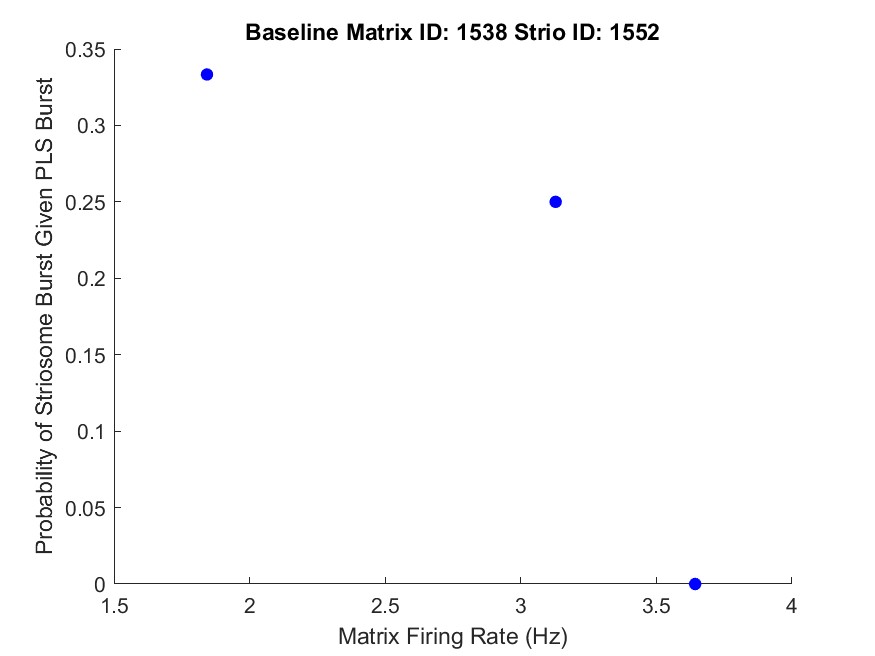 Baseline Matrix ID: 1538 Strio ID: 1552
Probability of Striosome Burst Given PLS Burst
0.35
0.3
0.25
0.2
0.15
0.1
0.05
0
1.5 2 2.5 3 3.5 4
Matrix Firing Rate (Hz)